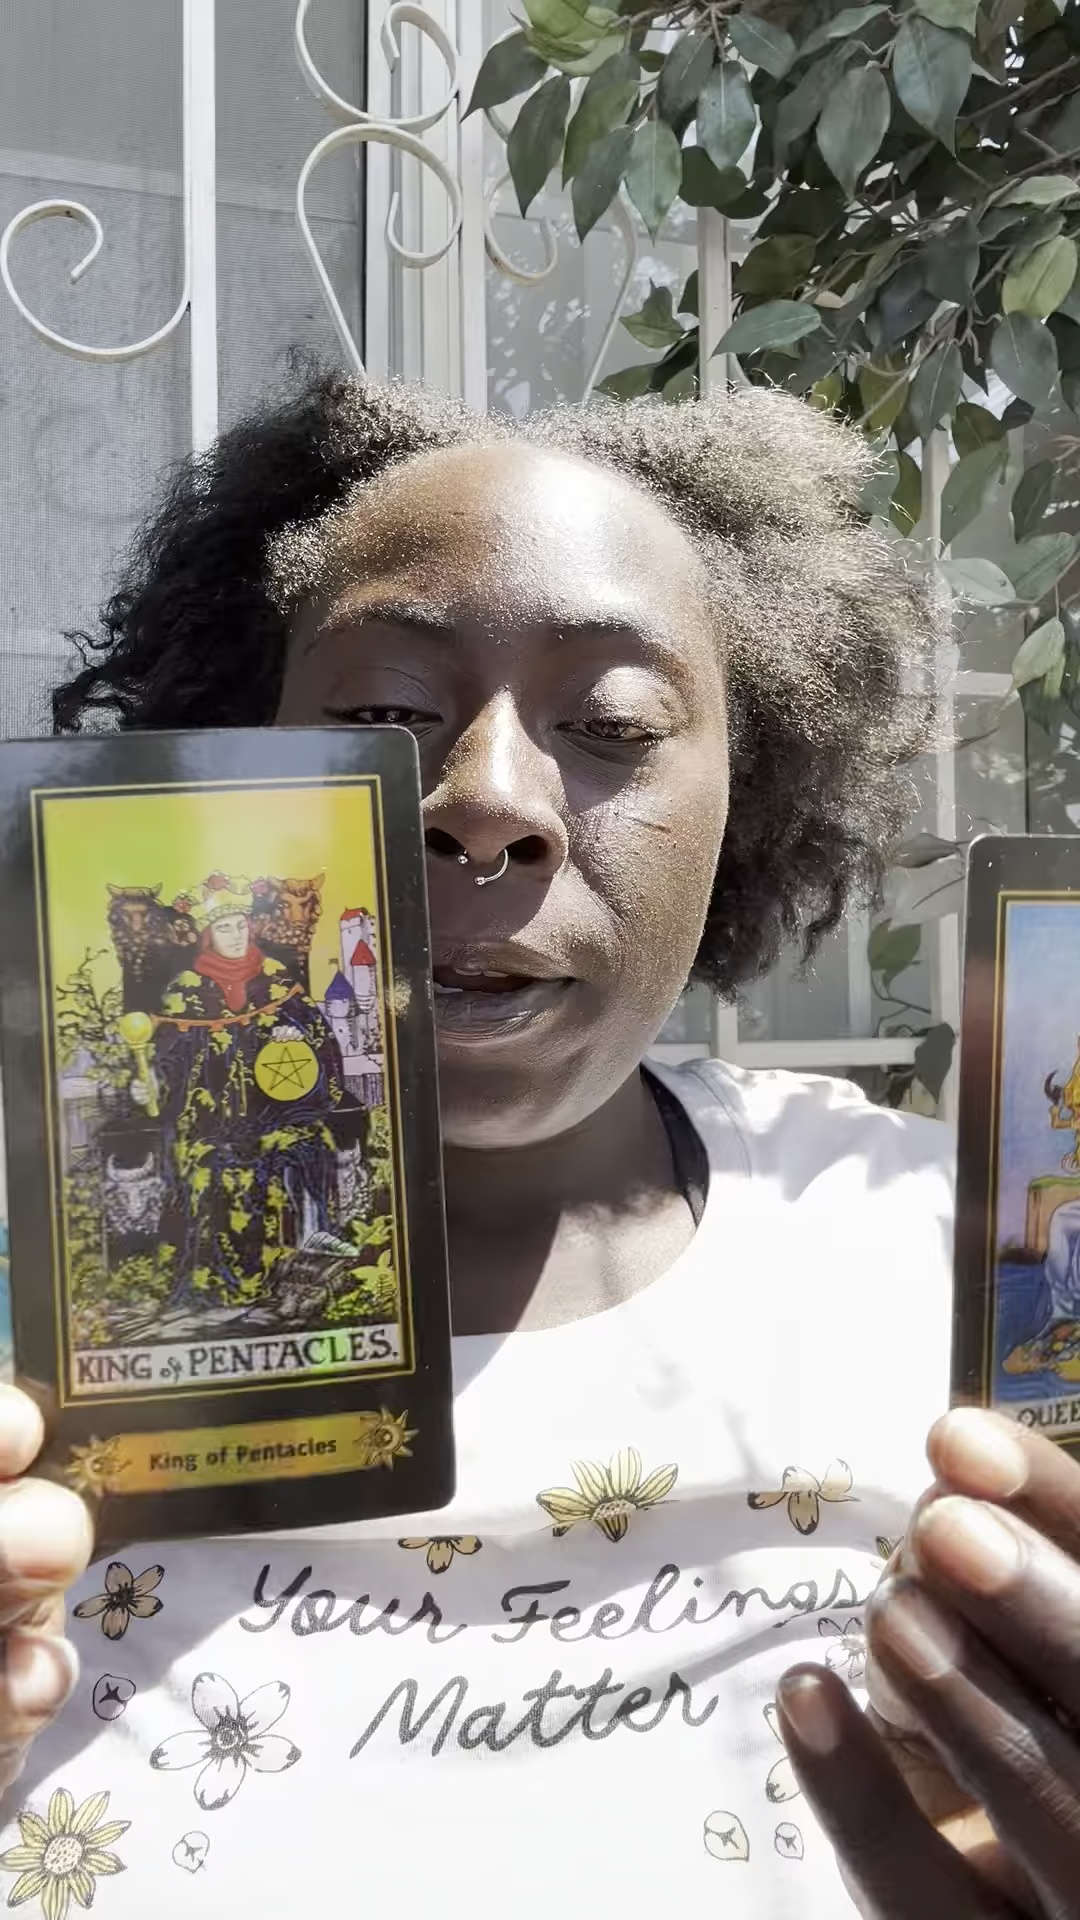 KING of PENTACLES.
King of Pentacles
QUEE
Your Feelings
Matter